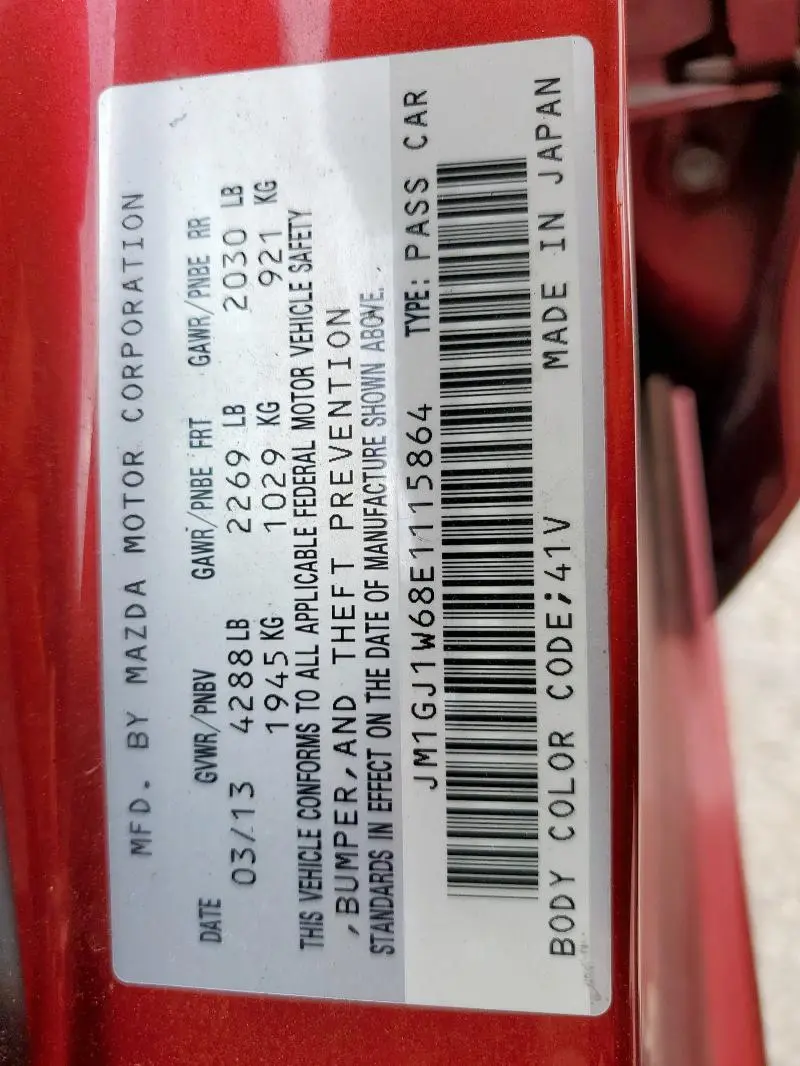 MFD. BY MAZDA MOTOR CORPORATION
DATE GVWR/PNBV GAWR/PNBE FRT GAWR/PNBE RR
03/13 4288 LB 2269 LB 2030 LB
1945 KG 1029 KG 921 KG
THIS VEHICLE CONFORMS TO ALL APPLICABLE FEDERAL MOTOR VEHICLE SAFETY
,BUMPER,AND THEFT PREVENTION
STANDARDS IN EFFECT ON THE DATE OF MANUFACTURE SHOWN ABOVE.
JM1GJ1W68E1115864 TYPE: PASS CAR
BODY COLOR CODE;41V MADE IN JAPAN